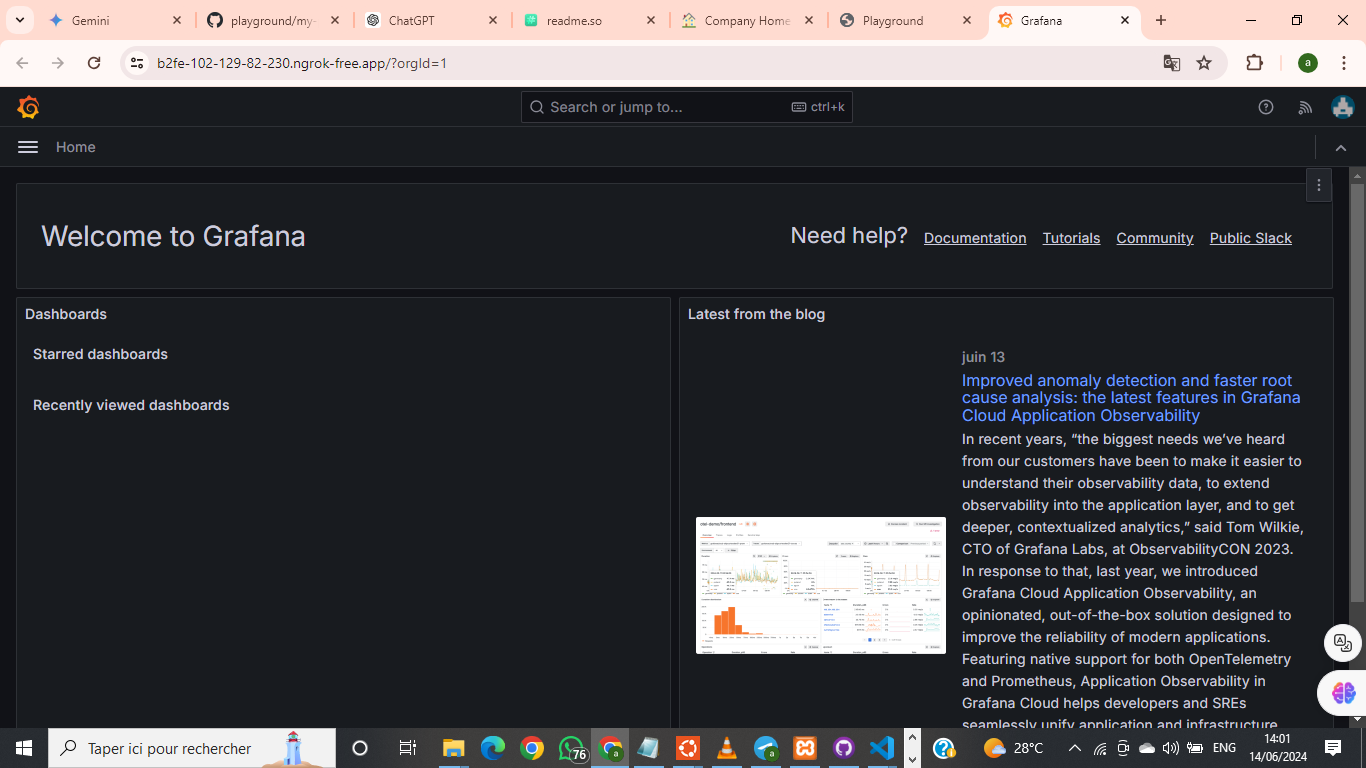 Gemini
playground/my-
ChatGPT
readme.so
Company Home
Playground
Grafana
b2fe-102-129-82-230.ngrok-free.app/?orgId=1
a
Search or jump to...
ctrl+k
Home
Welcome to Grafana
Need help?
Documentation
Tutorials
Community
Public Slack
Dashboards
Starred dashboards
Recently viewed dashboards
Latest from the blog
juin 13
Improved anomaly detection and faster root
cause analysis: the latest features in Grafana
Cloud Application Observability
In recent years, “the biggest needs we’ve heard
from our customers have been to make it easier to
understand their observability data, to extend
observability into the application layer, and to get
deeper, contextualized analytics,” said Tom Wilkie,
CTO of Grafana Labs, at ObservabilityCON 2023.
In response to that, last year, we introduced
Grafana Cloud Application Observability, an
opinionated, out-of-the-box solution designed to
improve the reliability of modern applications.
Featuring native support for both OpenTelemetry
and Prometheus, Application Observability in
Grafana Cloud helps developers and SREs
seamlessly unify application and infrastructure
Taper ici pour rechercher
76
28°C
ENG
14:01
14/06/2024